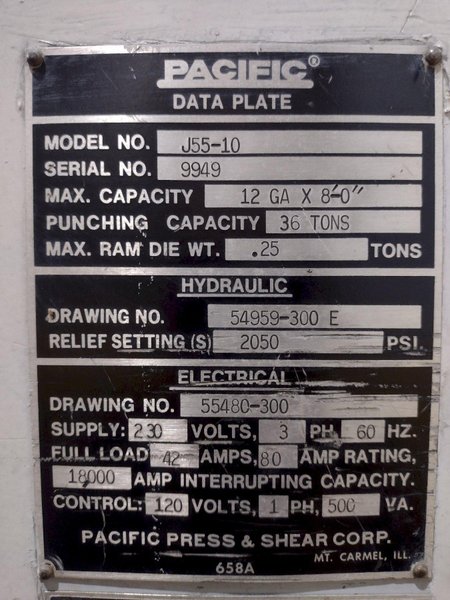 PACIFIC®
DATA PLATE
MODEL NO. J55-10
SERIAL NO. 9949
MAX. CAPACITY 12 GA X 8'-0"
PUNCHING CAPACITY 36 TONS
MAX. RAM DIE WT. .25 TONS
HYDRAULIC
DRAWING NO. 54959-300 E
RELIEF SETTING(S) 2050 PSI.
ELECTRICAL
DRAWING NO. 55480-300
SUPPLY: 230 VOLTS, 3 PH, 60 HZ.
FULL LOAD 42 AMPS, 80 AMP RATING,
18000 AMP INTERRUPTING CAPACITY.
CONTROL: 120 VOLTS, 1 PH, 500 VA.
PACIFIC PRESS & SHEAR CORP.
MT. CARMEL, ILL.
658A